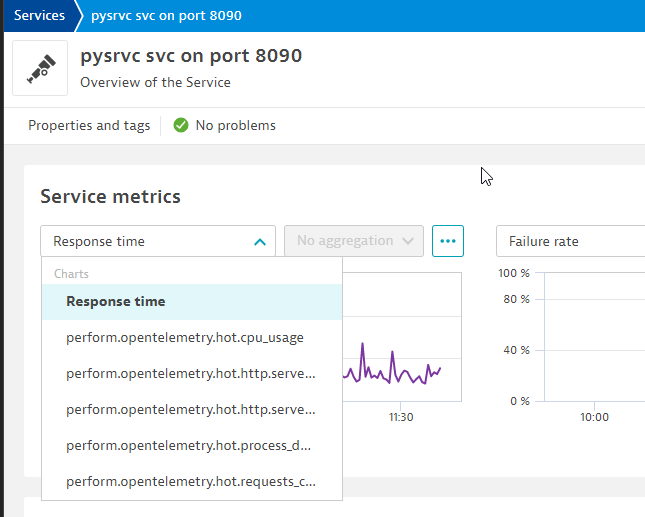 Services
pysrvc svc on port 8090
pysrvc svc on port 8090
Overview of the Service
Properties and tags
No problems
Service metrics
Response time
No aggregation
...
Failure rate
Charts
Response time
perform.opentelemetry.hot.cpu_usage
perform.opentelemetry.hot.http.serve...
perform.opentelemetry.hot.http.serve...
perform.opentelemetry.hot.process_d...
perform.opentelemetry.hot.requests_c...
11:30
100 %
80 %
40 %
0 %
10:00